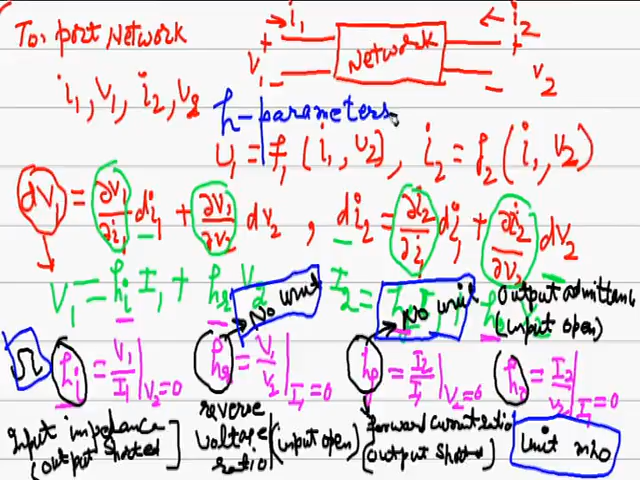 To: port Network
i1, v1, i2, v2
→ i1
← i2
+ +
v1 Network v2
− −
h-parameters
v1 = f1 (i1, v2), i2 = f2 (i1, v2)
dv1 = ∂v1/∂i1 di1 + ∂v1/∂v2 dv2 , di2 = ∂i2/∂i1 di1 + ∂i2/∂v2 dv2
V1 = hi I1 + hr V2 I2 =
No unit
No unit
Output admittance
(input open)
Ω hi = V1/I1 | V2=0
hr = V1/V2 | I1=0
hf = I2/I1 | V2=0
= I2/V2 | I1=0
Input impedance
(output shorted]
reverse
voltage
ratio
(input open)
forward current ratio
(output shorted]
Unit mho